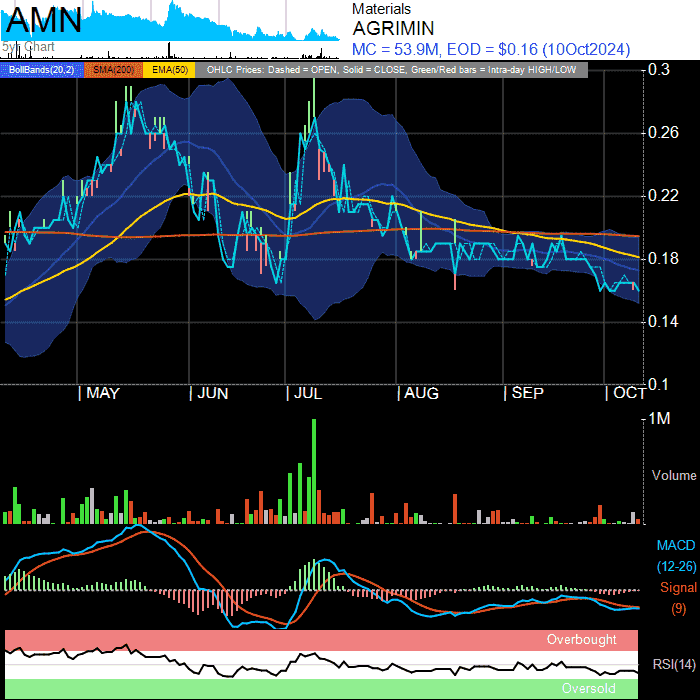 AMN
5yr Chart
Materials
AGRIMIN
MC = 53.9M, EOD = $0.16 (10Oct2024)
BollBands(20,2) SMA(200) EMA(50) OHLC Prices: Dashed = OPEN, Solid = CLOSE, Green/Red bars = Intra-day HIGH/LOW
0.3
0.26
0.22
0.18
0.14
0.1
| MAY | JUN | JUL | AUG | SEP | OCT
1M
Volume
MACD
(12-26)
Signal
(9)
Overbought
RSI(14)
Oversold